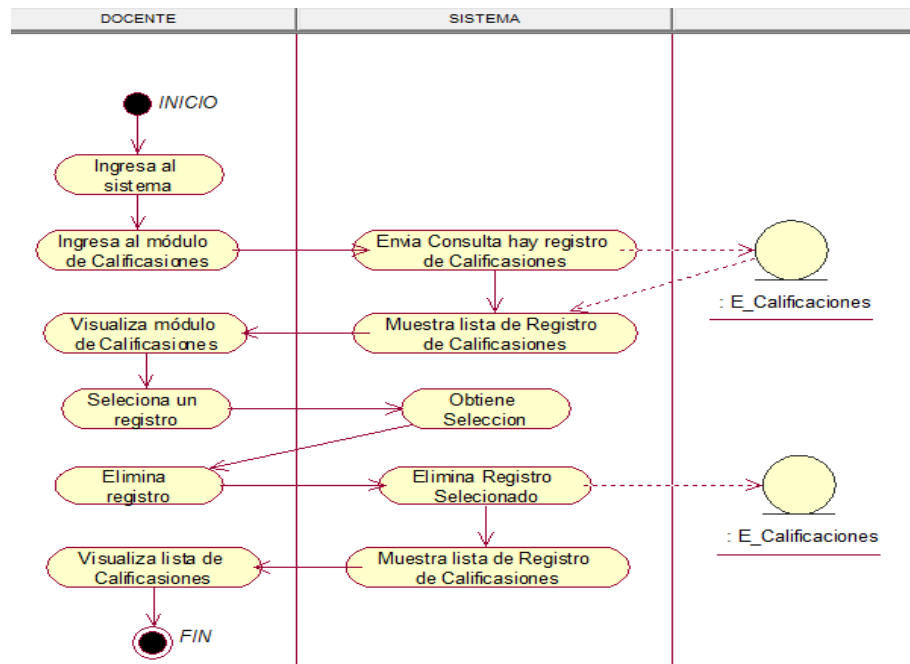 DOCENTE
SISTEMA
INICIO
Ingresa al
sistema
Ingresa al módulo
de Calificasiones
Envia Consulta hay registro
de Calificasiones
: E_Calificaciones
Visualiza módulo
de Calificasiones
Muestra lista de Registro
de Calificasiones
Seleciona un
registro
Obtiene
Seleccion
Elimina
registro
Elimina Registro
Selecionado
: E_Calificaciones
Visualiza lista de
Calificasiones
Muestra lista de Registro
de Calificasiones
FIN